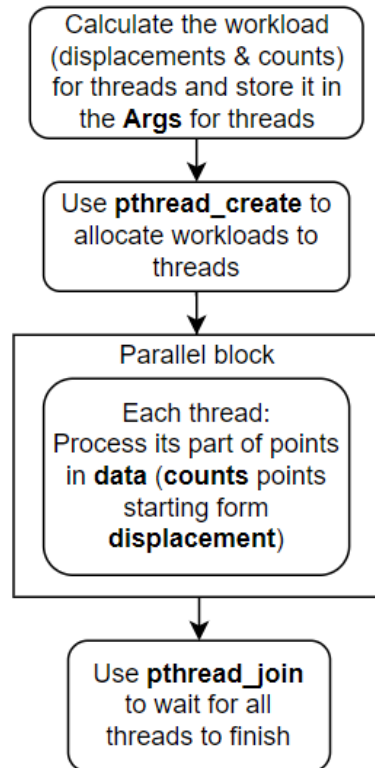 Calculate the workload
(displacements & counts)
for threads and store it in
the Args for threads
Use pthread_create to
allocate workloads to
threads
Parallel block
Each thread:
Process its part of points
in data (counts points
starting form
displacement)
Use pthread_join
to wait for all
threads to finish